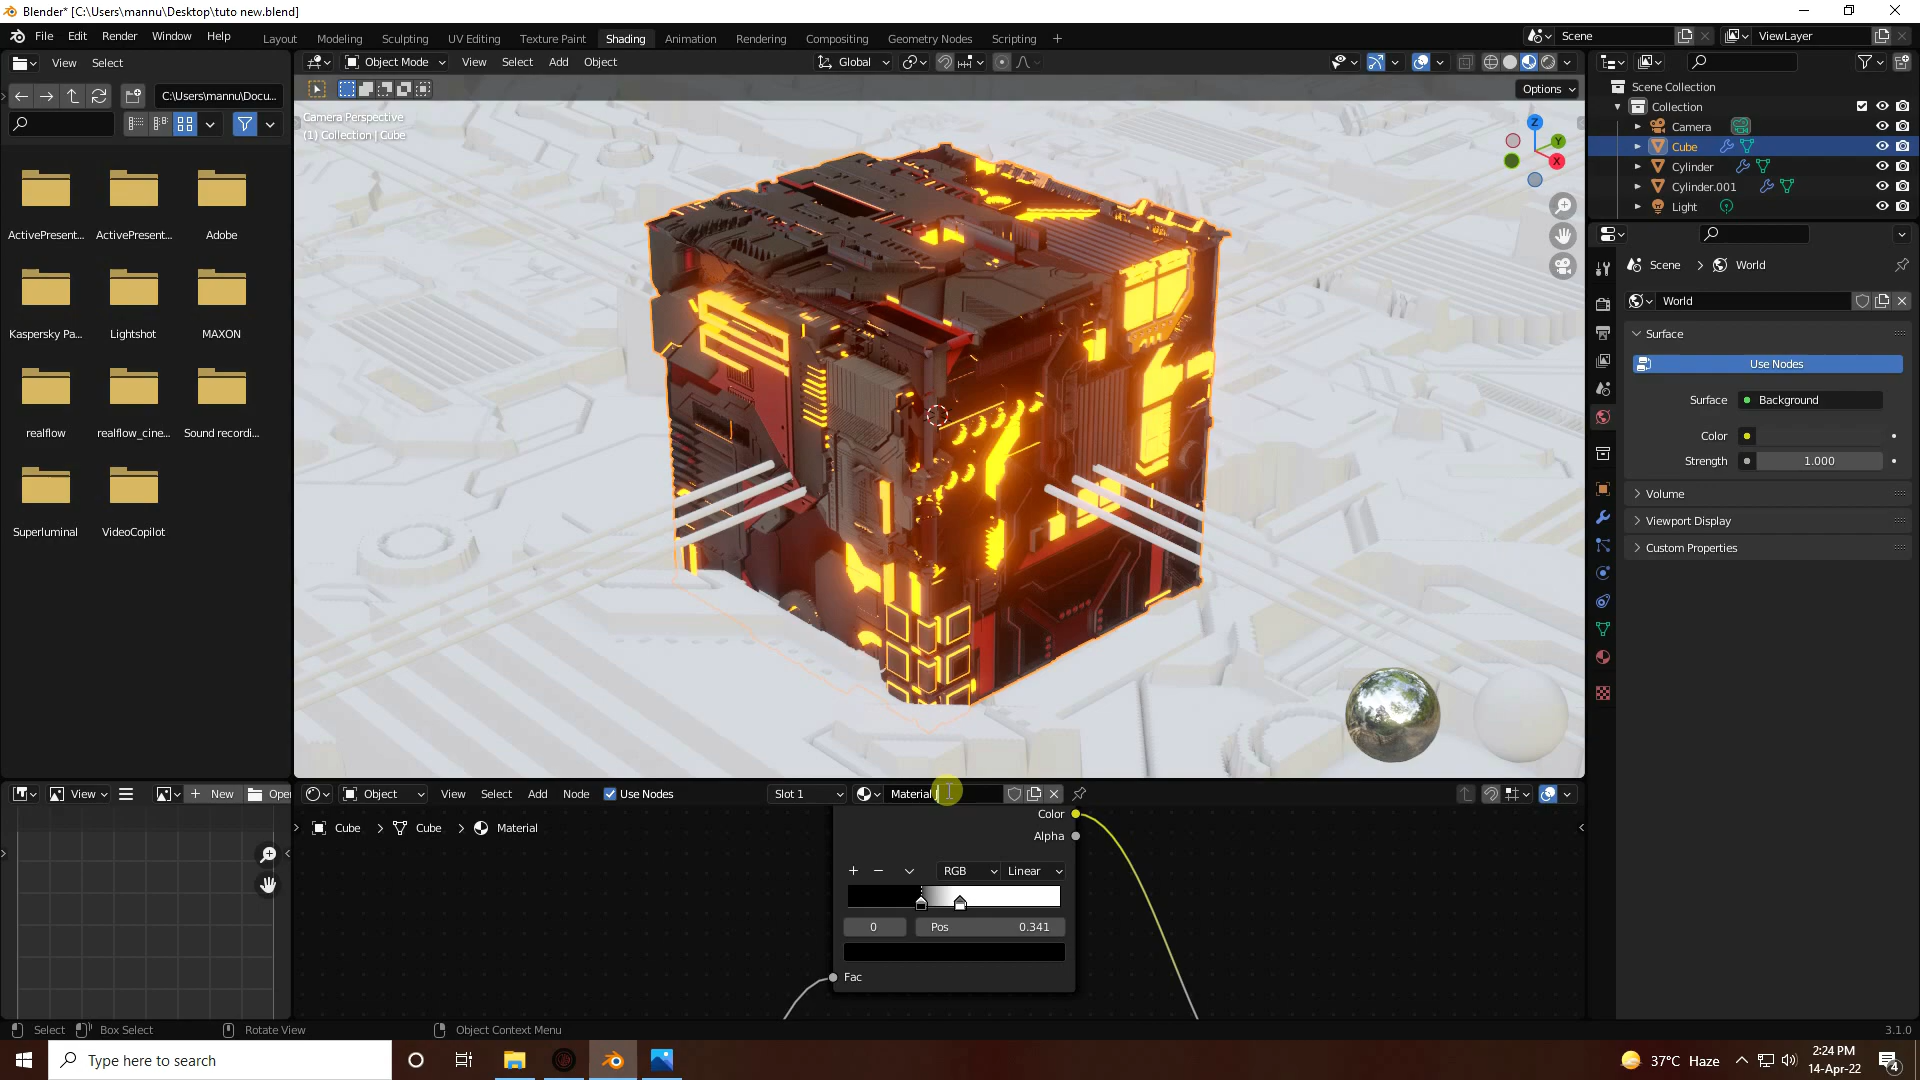 Blender* [C:\Users\mannu\Desktop\tuto new.blend]
File Edit Render Window Help
Layout Modeling Sculpting UV Editing Texture Paint Shading Animation Rendering Compositing Geometry Nodes Scripting +
Scene
ViewLayer
View Select
C:\Users\mannu\Docu...
ActivePresent... ActivePresent... Adobe
Kaspersky Pa... Lightshot MAXON
realflow realflow_cine... Sound recordi...
Superluminal VideoCopilot
Object Mode View Select Add Object
Global
Options
Camera Perspective
(1) Collection | Cube
Z
Y
X
Scene Collection
Collection
Camera
Cube
Cylinder
Cylinder.001
Light
Scene > World
World
Surface
Use Nodes
Surface Background
Color
Strength 1.000
Volume
Viewport Display
Custom Properties
View
+ New
Open
Object View Select Add Node Use Nodes
Slot 1
Material
Cube > Cube > Material
Color
Alpha
+ − RGB Linear
0 Pos 0.341
Fac
Select Box Select Rotate View Object Context Menu
3.1.0
Type here to search
37°C Haze
2:24 PM
14-Apr-22
4